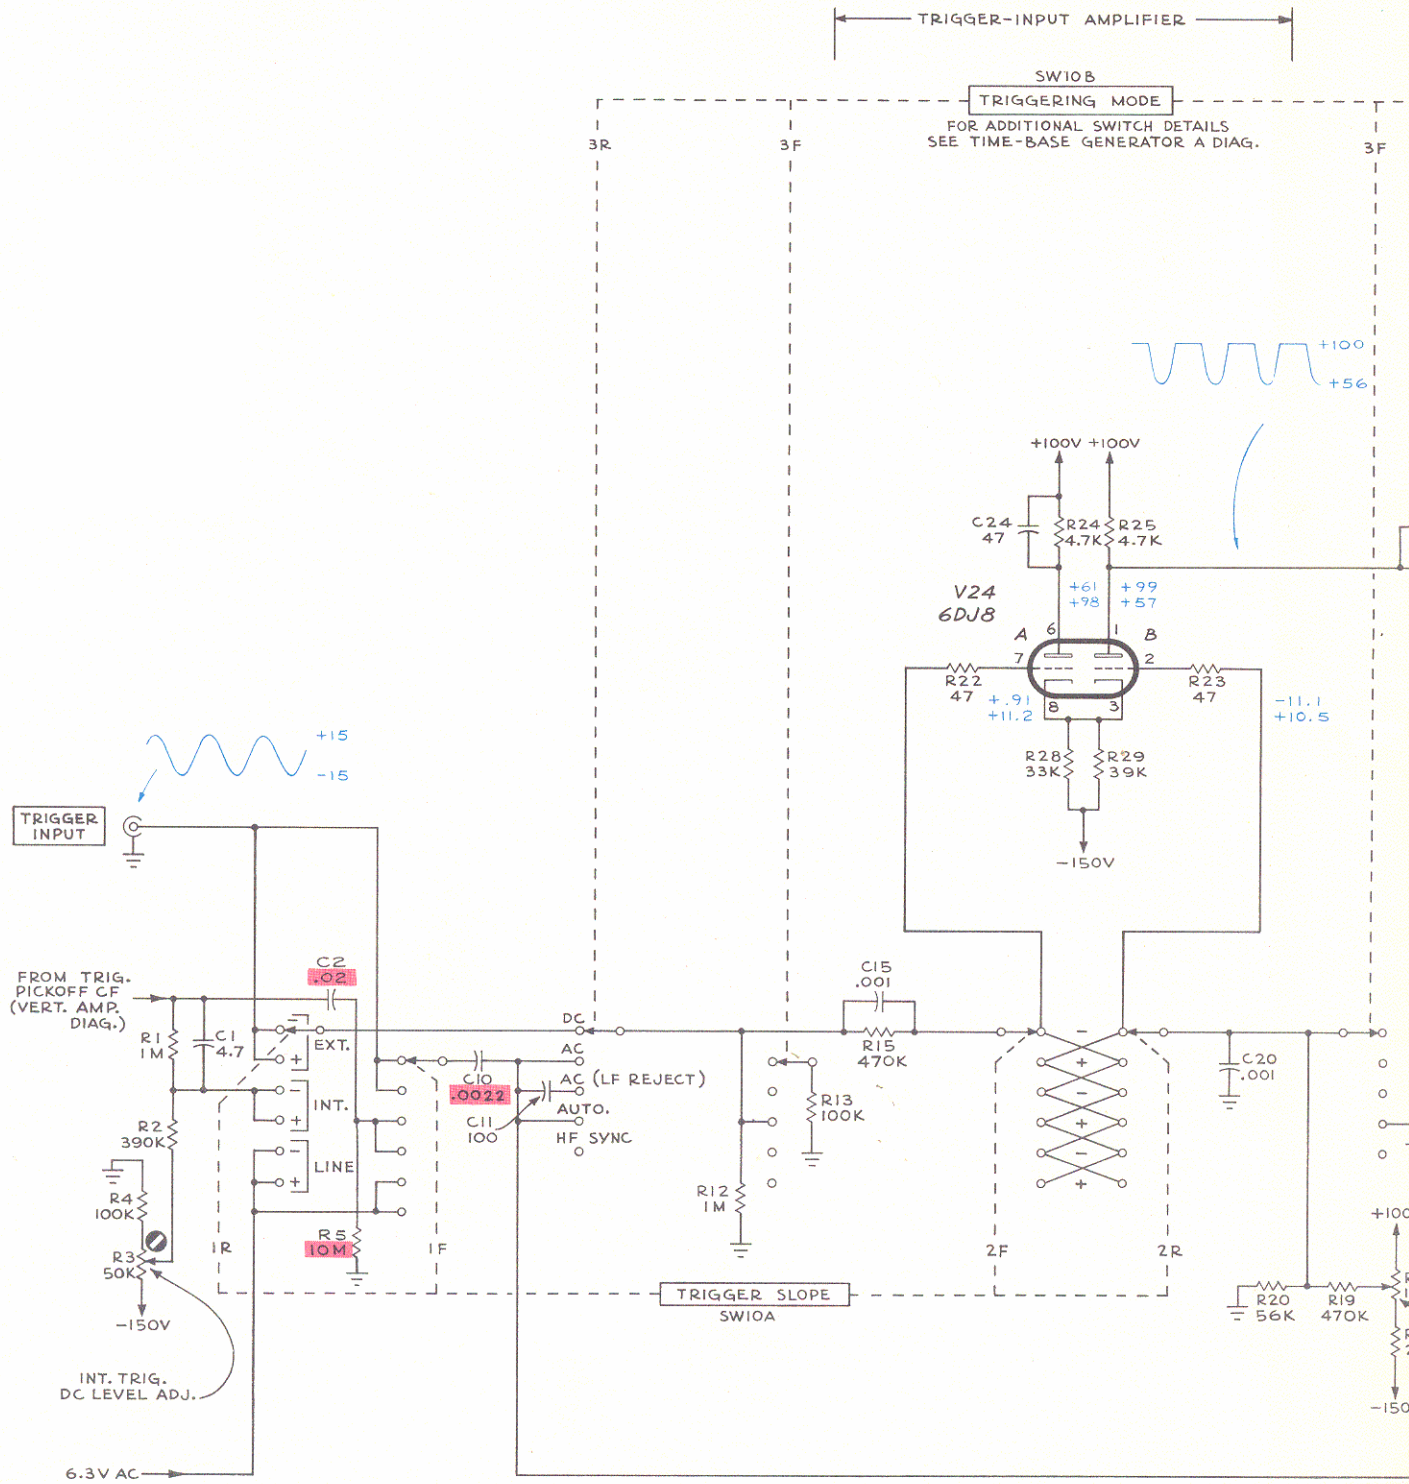 TRIGGER-INPUT AMPLIFIER
SW10B
TRIGGERING MODE
FOR ADDITIONAL SWITCH DETAILS
SEE TIME-BASE GENERATOR A DIAG.
3R
3F
3F
+100
+56
+100V +100V
C24
47
R24
4.7K
R25
4.7K
V24
6DJ8
+61
+98
+99
+57
A
6
1
B
7
2
R22
47
R23
47
+.91
+11.2
8
3
-11.1
+10.5
R28
33K
R29
39K
-150V
+15
-15
TRIGGER
INPUT
FROM TRIG.
PICKOFF CF
(VERT. AMP.
DIAG.)
C2
.02
R1
1M
C1
4.7
-
EXT.
+
-
INT.
+
-
LINE
+
R2
390K
R4
100K
R3
50K
-150V
INT. TRIG.
DC LEVEL ADJ.
6.3V AC
1R
R5
10M
1F
C10
.0022
C11
100
DC
AC
AC (LF REJECT)
AUTO.
HF SYNC
R12
1M
R13
100K
C15
.001
R15
470K
-
+
-
+
-
+
2F
2R
TRIGGER SLOPE
SW10A
C20
.001
R20
56K
R19
470K
+100
-150
R
R
2